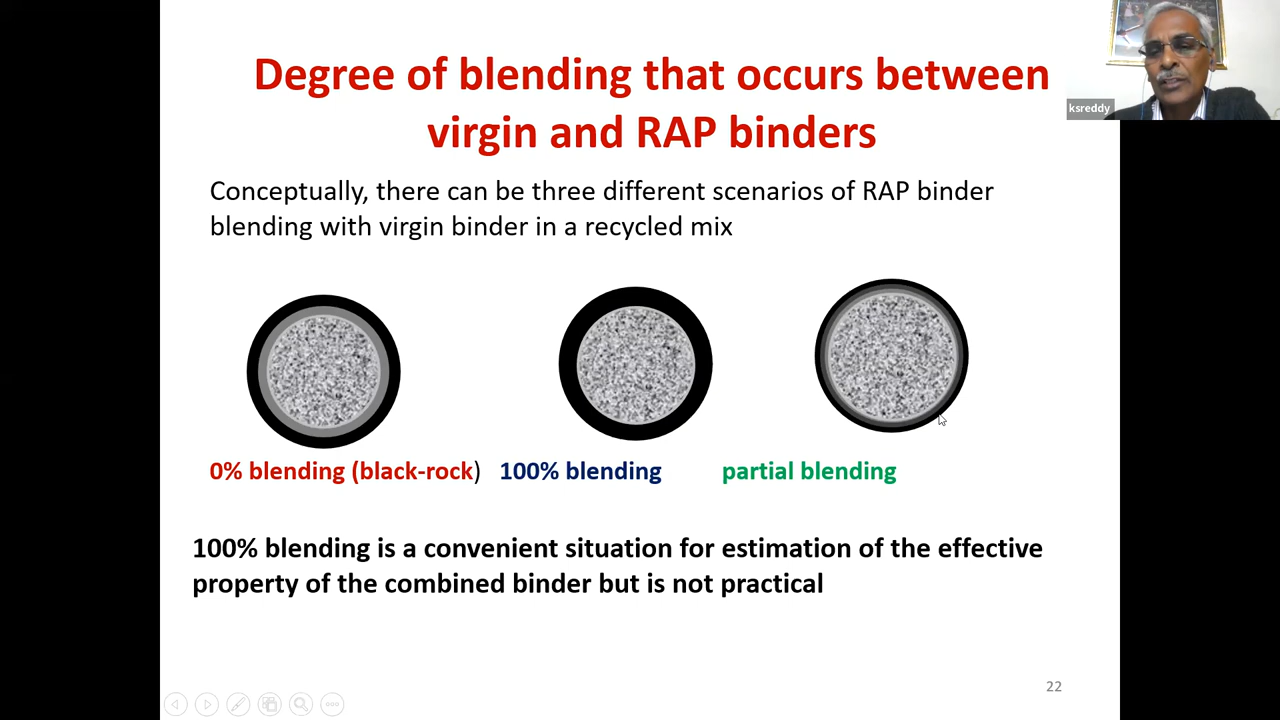 Degree of blending that occurs between
virgin and RAP binders
ksreddy
Conceptually, there can be three different scenarios of RAP binder
blending with virgin binder in a recycled mix
0% blending (black-rock) 100% blending partial blending
100% blending is a convenient situation for estimation of the effective
property of the combined binder but is not practical
22